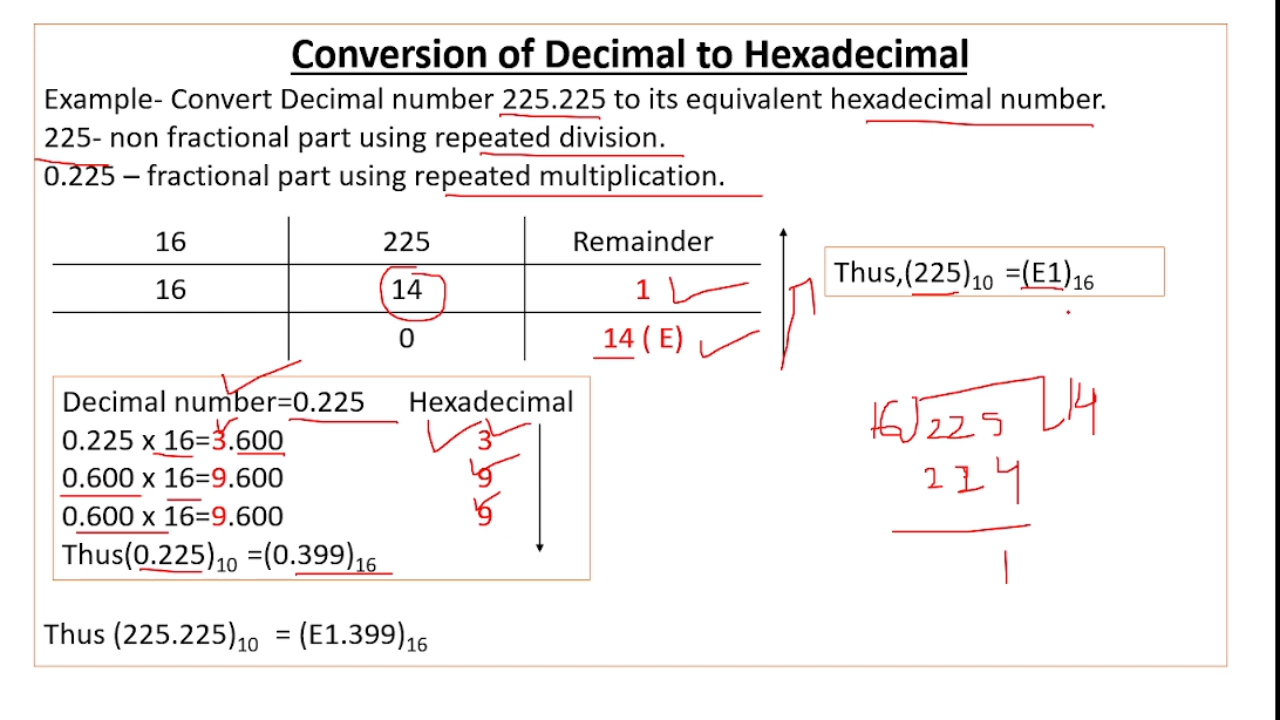 Conversion of Decimal to Hexadecimal
Example- Convert Decimal number 225.225 to its equivalent hexadecimal number.
225- non fractional part using repeated division.
0.225 – fractional part using repeated multiplication.
16 225 Remainder
16 14 1
0 14 ( E)
Thus,(225)10 =(E1)16
Decimal number=0.225 Hexadecimal
0.225 x 16=3.600 3
0.600 x 16=9.600 9
0.600 x 16=9.600 9
Thus(0.225)10 =(0.399)16
16 225 14
224
1
Thus (225.225)10 = (E1.399)16